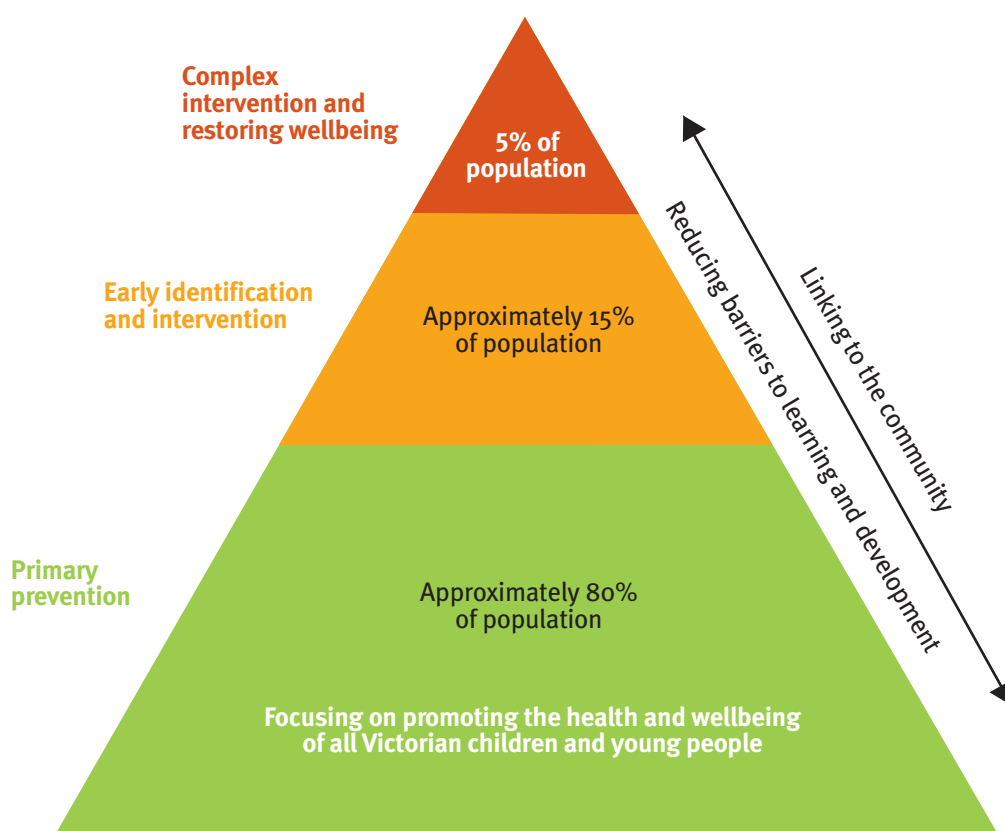 Complex
intervention and
restoring wellbeing
5% of
population
Early identification
and intervention
Approximately 15%
of population
Primary
prevention
Approximately 80%
of population
Focusing on promoting the health and wellbeing
of all Victorian children and young people
Reducing barriers to learning and development
Linking to the community